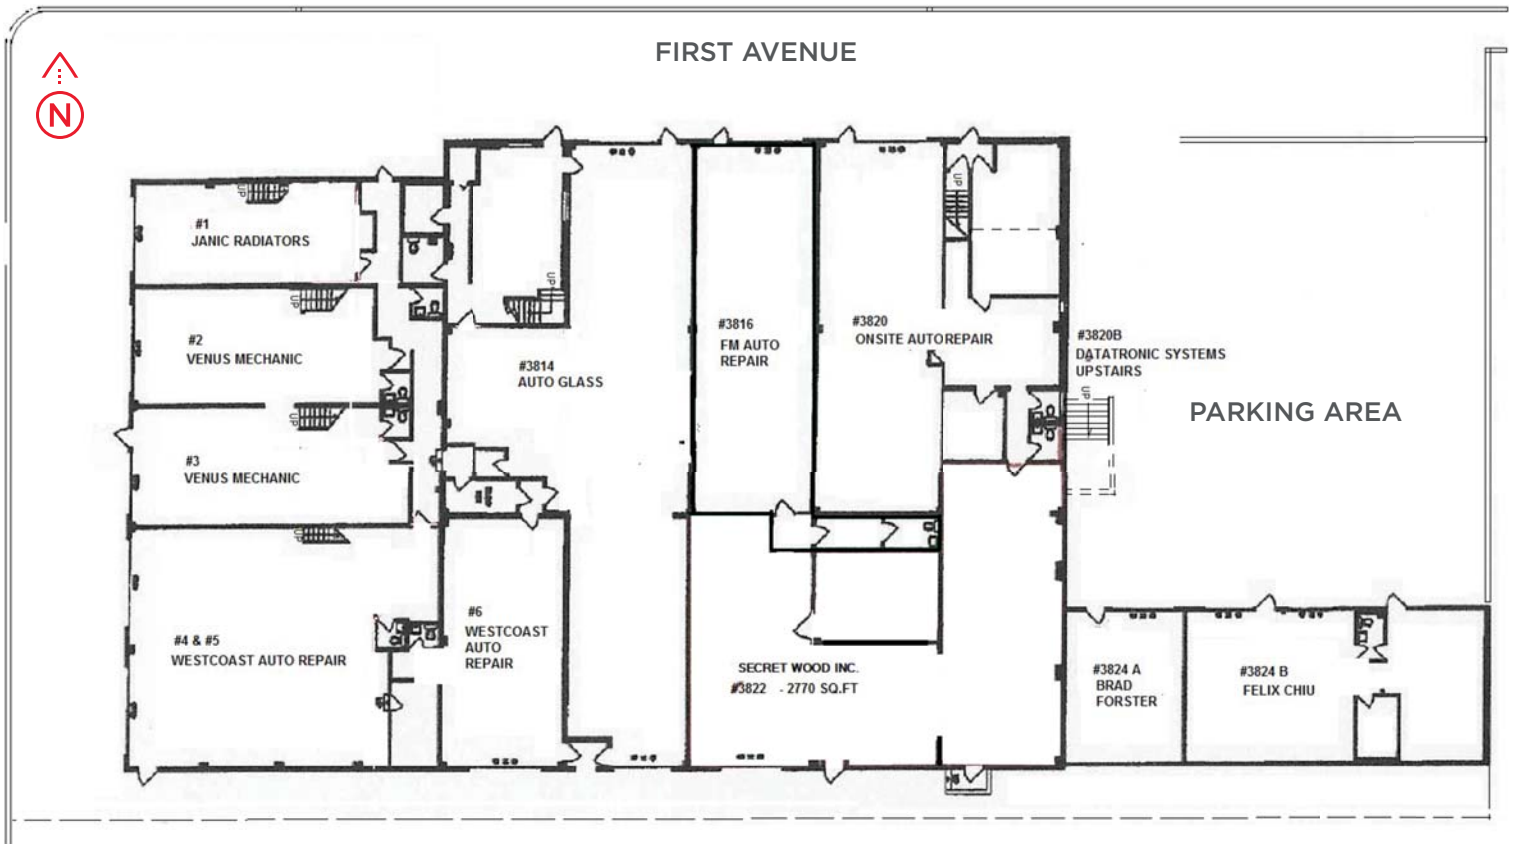 FIRST AVENUE
N
#1
JANIC RADIATORS
UP
UP
#2
VENUS MECHANIC
UP
#3
VENUS MECHANIC
UP
#4 & #5
WESTCOAST AUTO REPAIR
UP
#3814
AUTO GLASS
#6
WESTCOAST
AUTO
REPAIR
#3816
FM AUTO
REPAIR
UP
#3820
ONSITE AUTOREPAIR
#3820B
DATATRONIC SYSTEMS
UPSTAIRS
UP
PARKING AREA
SECRET WOOD INC.
#3822 - 2770 SQ.FT
#3824 A
BRAD
FORSTER
#3824 B
FELIX CHIU